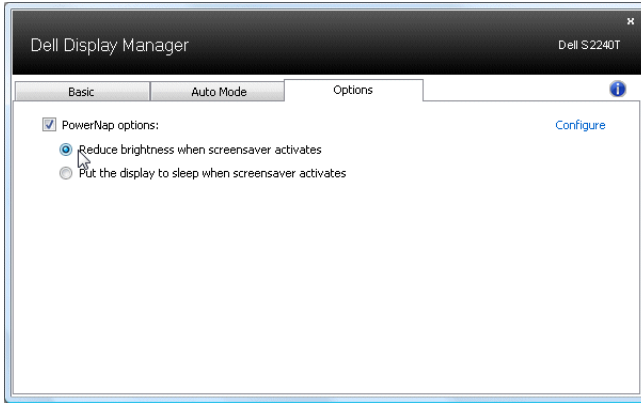 Dell Display Manager
Dell S2240T
Basic
Auto Mode
Options
PowerNap options:
Configure
Reduce brightness when screensaver activates
Put the display to sleep when screensaver activates